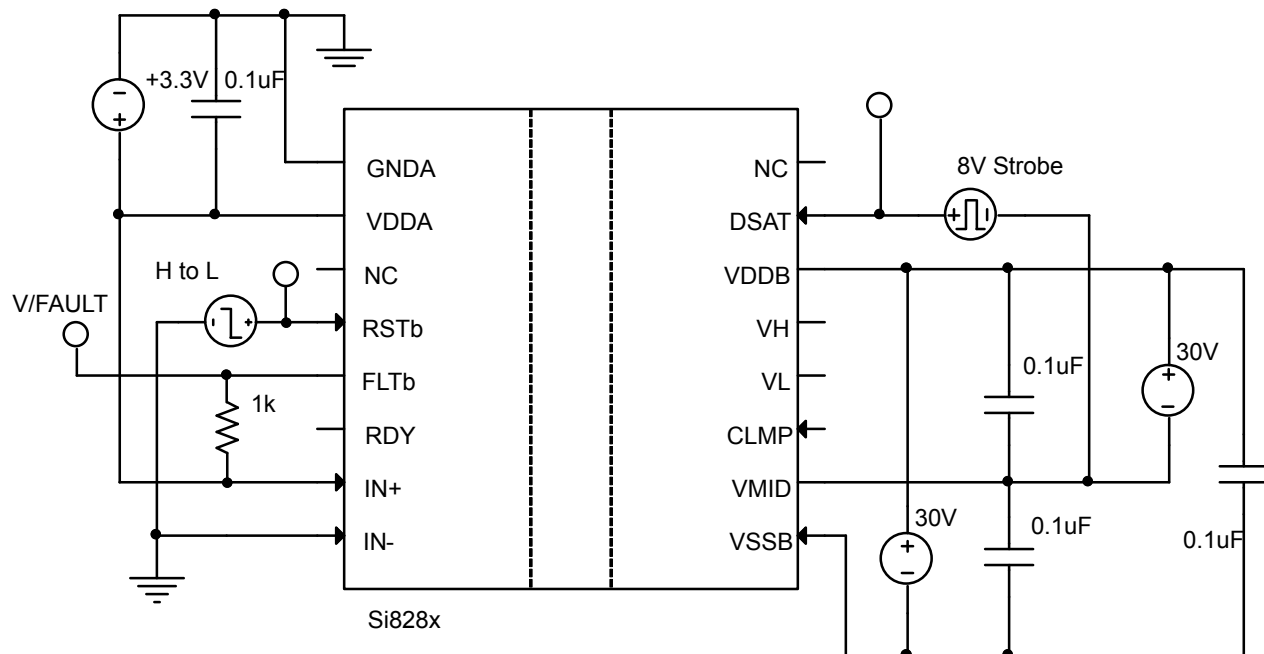 +3.3V
0.1uF
GNDA
VDDA
NC
H to L
RSTb
V/FAULT
FLTb
1k
RDY
IN+
IN-
Si828x
NC
DSAT
8V Strobe
VDDB
VH
VL
CLMP
VMID
VSSB
0.1uF
30V
30V
0.1uF
0.1uF